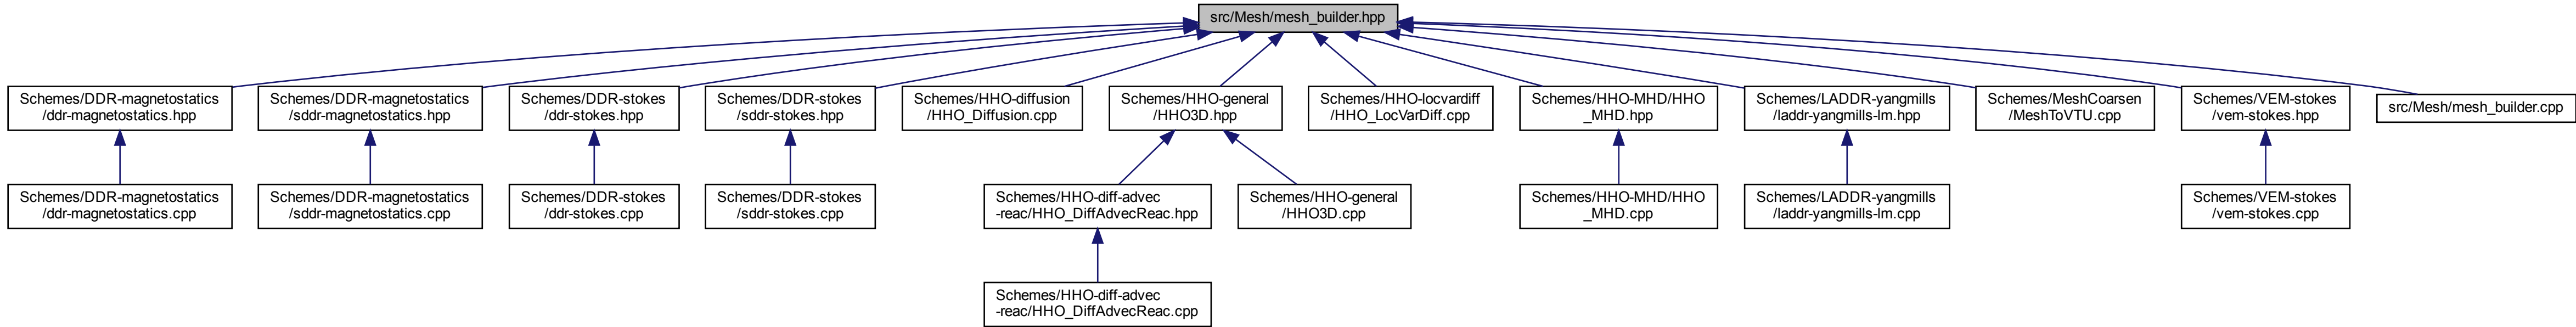 src/Mesh/mesh_builder.hpp
Schemes/DDR-magnetostatics
/ddr-magnetostatics.hpp
Schemes/DDR-magnetostatics
/sddr-magnetostatics.hpp
Schemes/DDR-stokes
/ddr-stokes.hpp
Schemes/DDR-stokes
/sddr-stokes.hpp
Schemes/HHO-diffusion
/HHO_Diffusion.cpp
Schemes/HHO-general
/HHO3D.hpp
Schemes/HHO-locvardiff
/HHO_LocVarDiff.cpp
Schemes/HHO-MHD/HHO
_MHD.hpp
Schemes/LADDR-yangmills
/laddr-yangmills-lm.hpp
Schemes/MeshCoarsen
/MeshToVTU.cpp
Schemes/VEM-stokes
/vem-stokes.hpp
src/Mesh/mesh_builder.cpp
Schemes/DDR-magnetostatics
/ddr-magnetostatics.cpp
Schemes/DDR-magnetostatics
/sddr-magnetostatics.cpp
Schemes/DDR-stokes
/ddr-stokes.cpp
Schemes/DDR-stokes
/sddr-stokes.cpp
Schemes/HHO-diff-advec
-reac/HHO_DiffAdvecReac.hpp
Schemes/HHO-general
/HHO3D.cpp
Schemes/HHO-MHD/HHO
_MHD.cpp
Schemes/LADDR-yangmills
/laddr-yangmills-lm.cpp
Schemes/VEM-stokes
/vem-stokes.cpp
Schemes/HHO-diff-advec
-reac/HHO_DiffAdvecReac.cpp